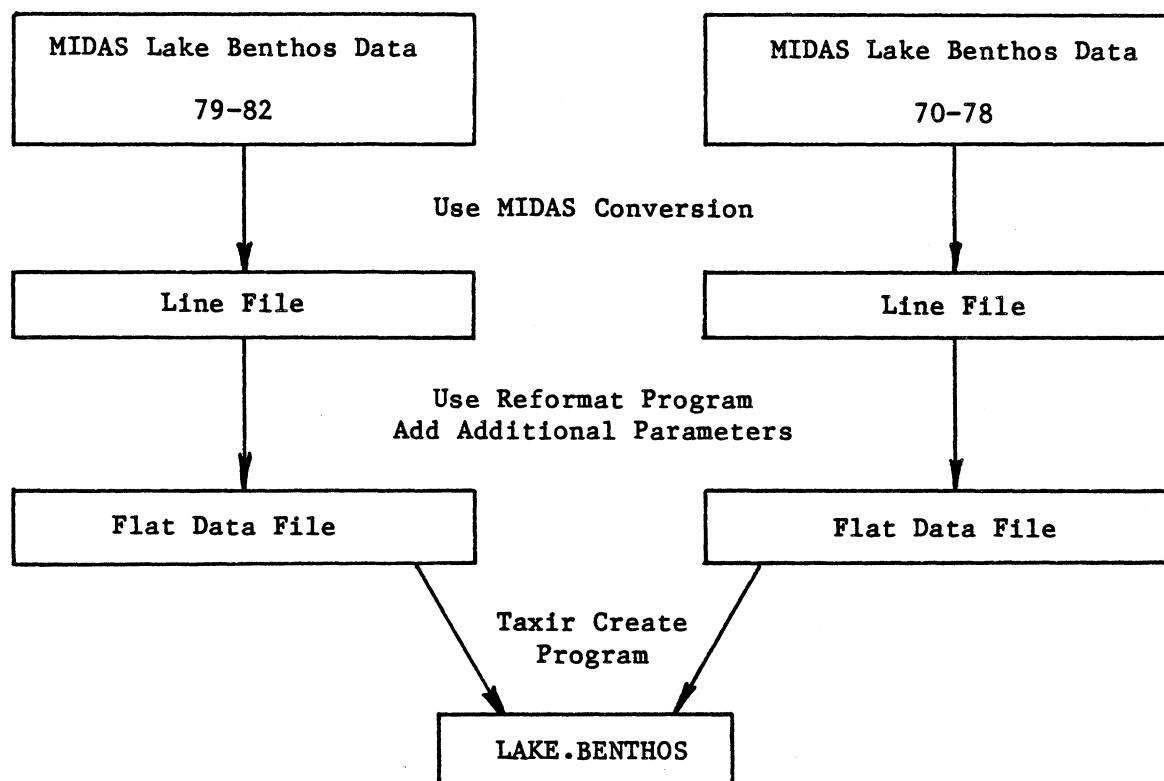 MIDAS Lake Benthos Data
79-82
MIDAS Lake Benthos Data
70-78
Use MIDAS Conversion
Line File
Line File
Use Reformat Program
Add Additional Parameters
Flat Data File
Flat Data File
Taxir Create
Program
LAKE.BENTHOS